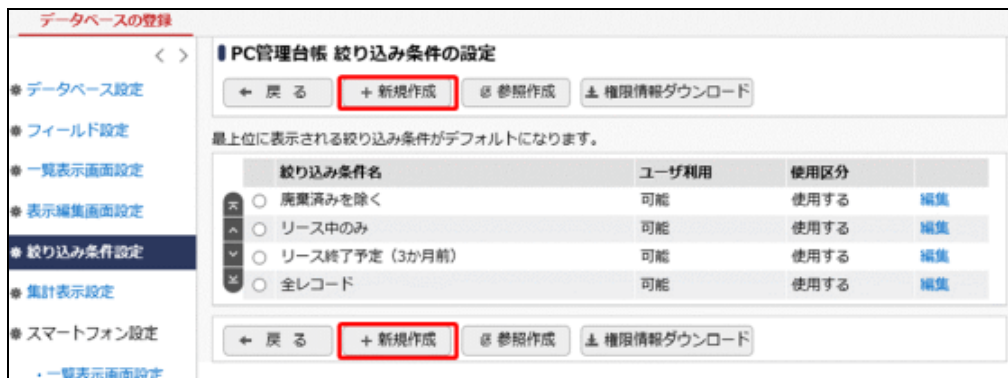 データベースの登録
< >
データベース設定
フィールド設定
一覧表示画面設定
表示編集画面設定
絞り込み条件設定
集計表示設定
スマートフォン設定
・一覧表示画面設定
PC管理台帳 絞り込み条件の設定
← 戻 る + 新規作成 参照作成 権限情報ダウンロード
最上位に表示される絞り込み条件がデフォルトになります。
絞り込み条件名 ユーザ利用 使用区分
廃棄済みを除く 可能 使用する 編集
リース中のみ 可能 使用する 編集
リース終了予定（3か月前） 可能 使用する 編集
全レコード 可能 使用する 編集
← 戻 る + 新規作成 参照作成 権限情報ダウンロード